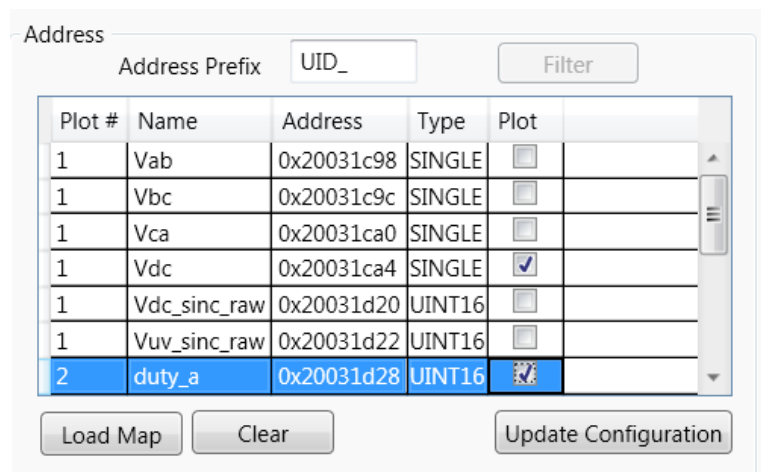 Address
Address Prefix UID_ Filter
Plot # Name Address Type Plot
1 Vab 0x20031c98 SINGLE
1 Vbc 0x20031c9c SINGLE
1 Vca 0x20031ca0 SINGLE
1 Vdc 0x20031ca4 SINGLE
1 Vdc_sinc_raw 0x20031d20 UINT16
1 Vuv_sinc_raw 0x20031d22 UINT16
2 duty_a 0x20031d28 UINT16
Load Map Clear Update Configuration